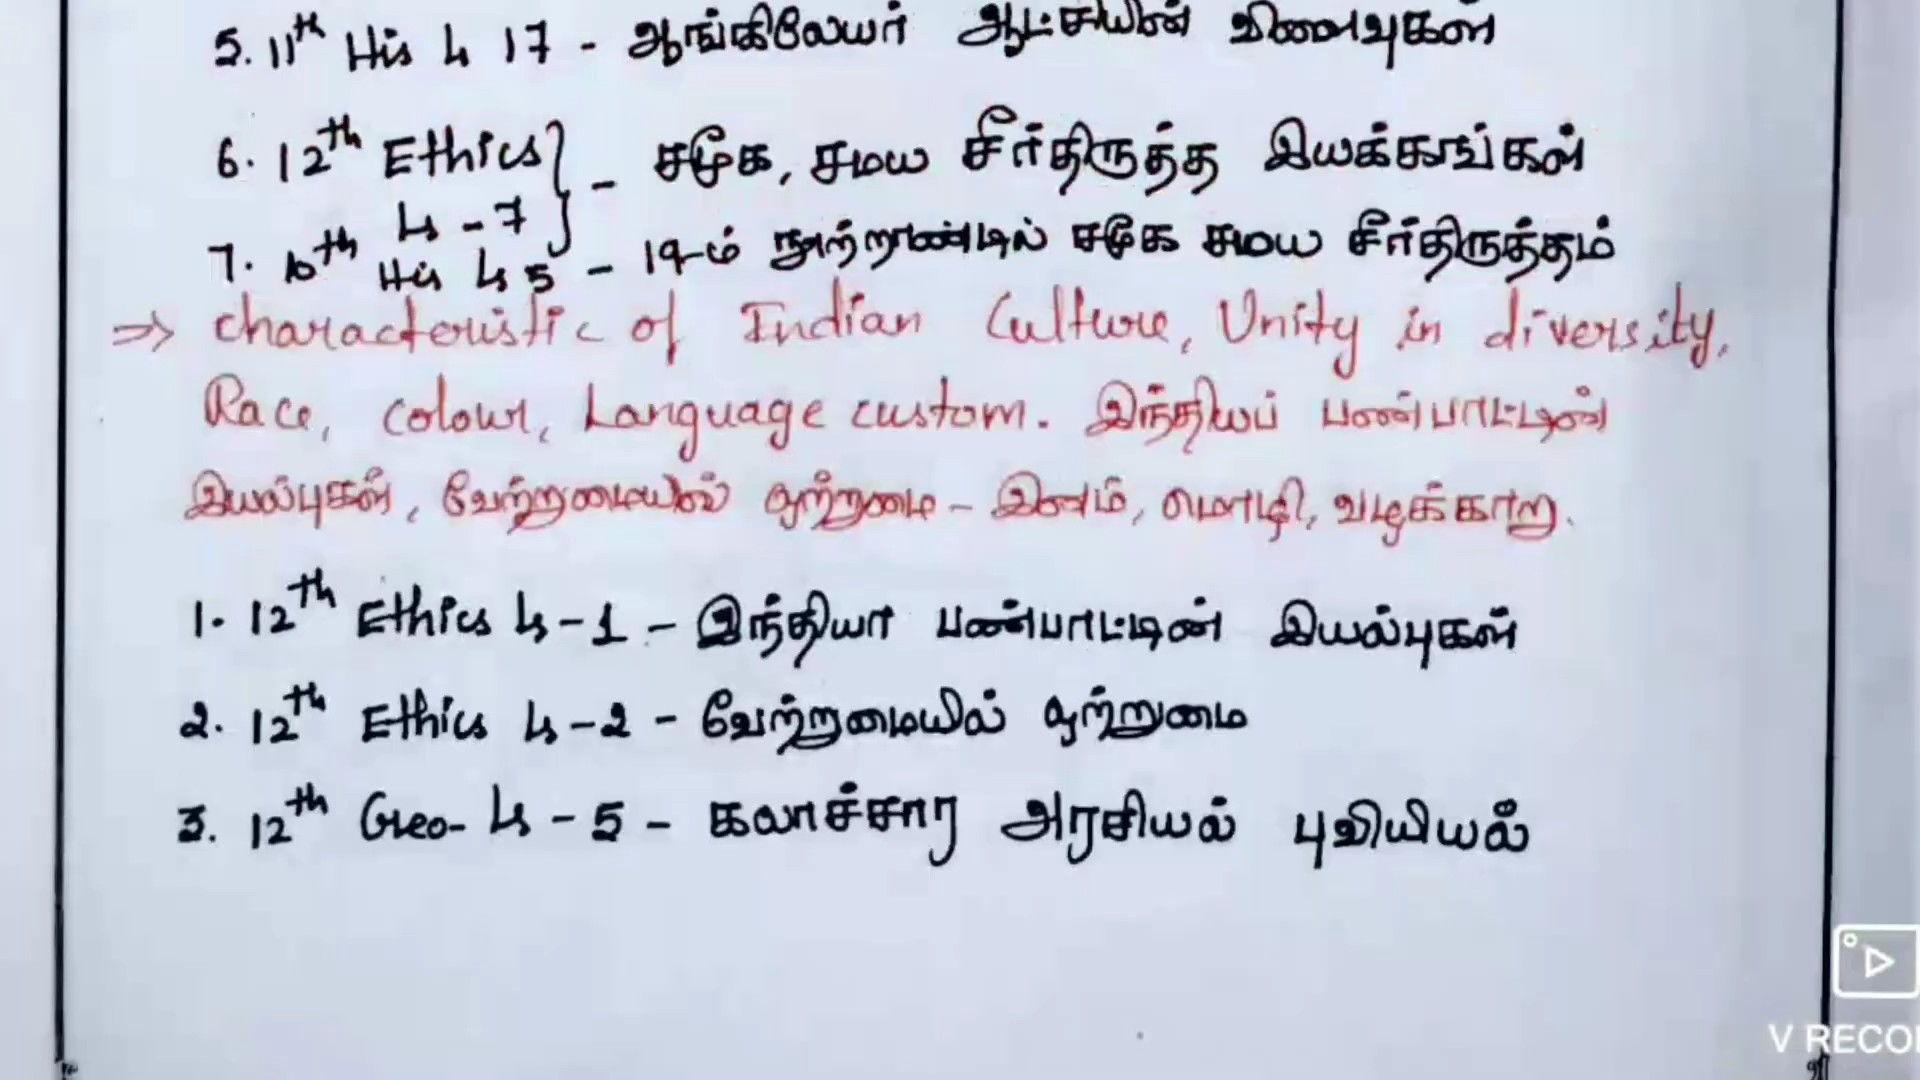 5. 11th His L 17 - ஆங்கிலேயர் ஆட்சியின் விளைவுகள்
6. 12th Ethics L-7 } - சமூக, சமய சீர்திருத்த இயக்கங்கள்
7. 10th His L 5 - 19-ம் நூற்றாண்டில் சமூக சமய சீர்திருத்தம்
⇒ characteristic of Indian Culture, Unity in diversity,
Race, colour, Language custom. இந்தியப் பண்பாட்டின்
இயல்புகள், வேற்றுமையில் ஒற்றுமை - இனம், மொழி, வழக்காறு.
1. 12th Ethics L-1 - இந்தியா பண்பாட்டின் இயல்புகள்
2. 12th Ethics L-2 - வேற்றுமையில் ஒற்றுமை
3. 12th Geo- L-5 - கலாச்சார அரசியல் புவியியல்
V RECO